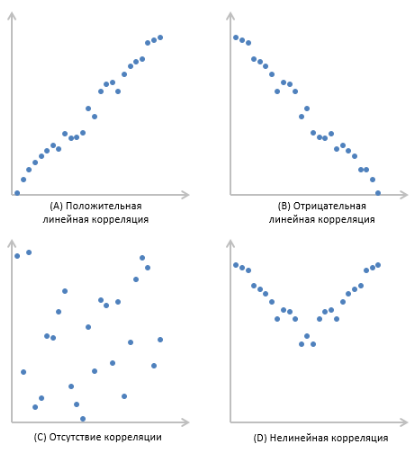 (A) Положительная
линейная корреляция
(B) Отрицательная
линейная корреляция
(C) Отсутствие корреляции
(D) Нелинейная корреляция